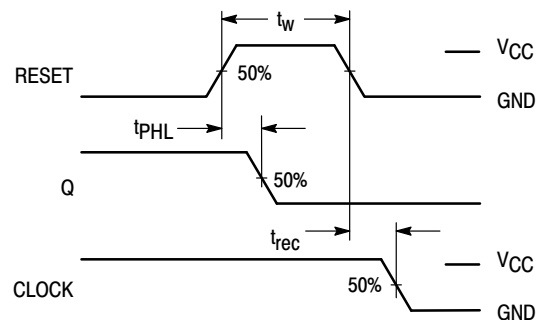 tw
VCC
RESET
50%
GND
tPHL
Q
50%
trec
VCC
CLOCK
50%
GND